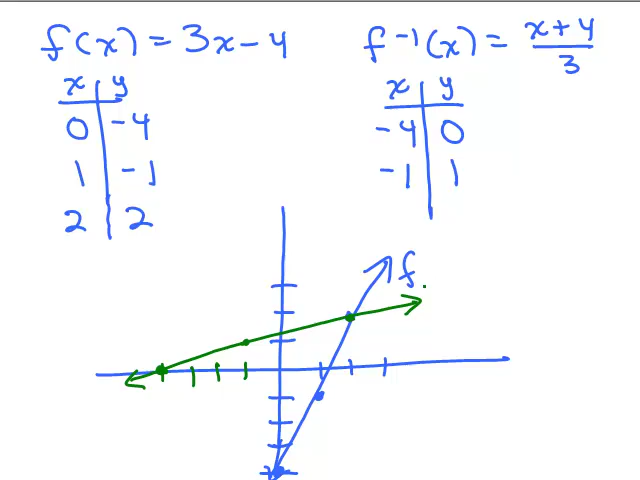 f(x) = 3x - 4
f⁻¹(x) = x+4 / 3
x | y
0 | -4
1 | -1
2 | 2
x | y
-4 | 0
-1 | 1
f